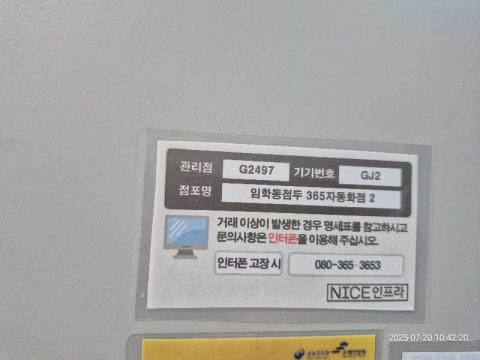 관리점 G2497 기기번호 GJ2
점포명 임학동점두 365자동화점 2
거래 이상이 발생한 경우 명세표를 참고하시고
문의사항은 인터폰을 이용해 주십시오.
인터폰 고장 시 080-365-3653
NICE인프라
2025-07-20 10:42:20